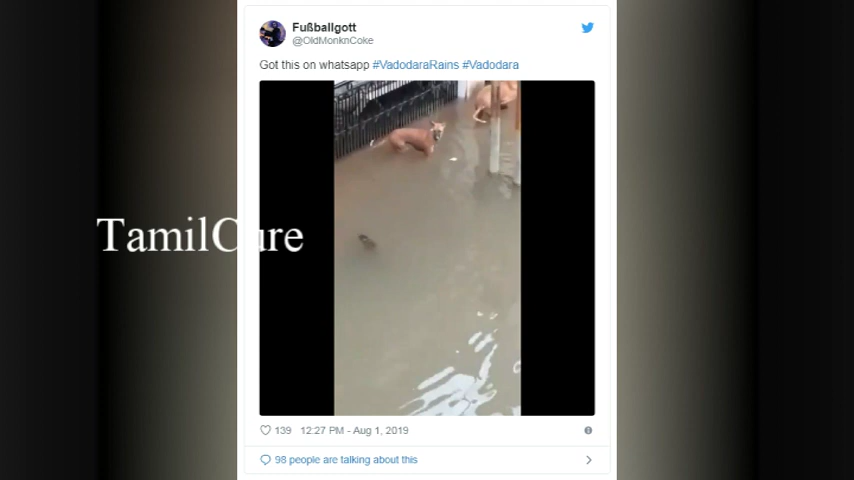 Fußballgott
@OldMonknCoke
Got this on whatsapp #VadodaraRains #Vadodara
TamilCure
139 12:27 PM - Aug 1, 2019
98 people are talking about this